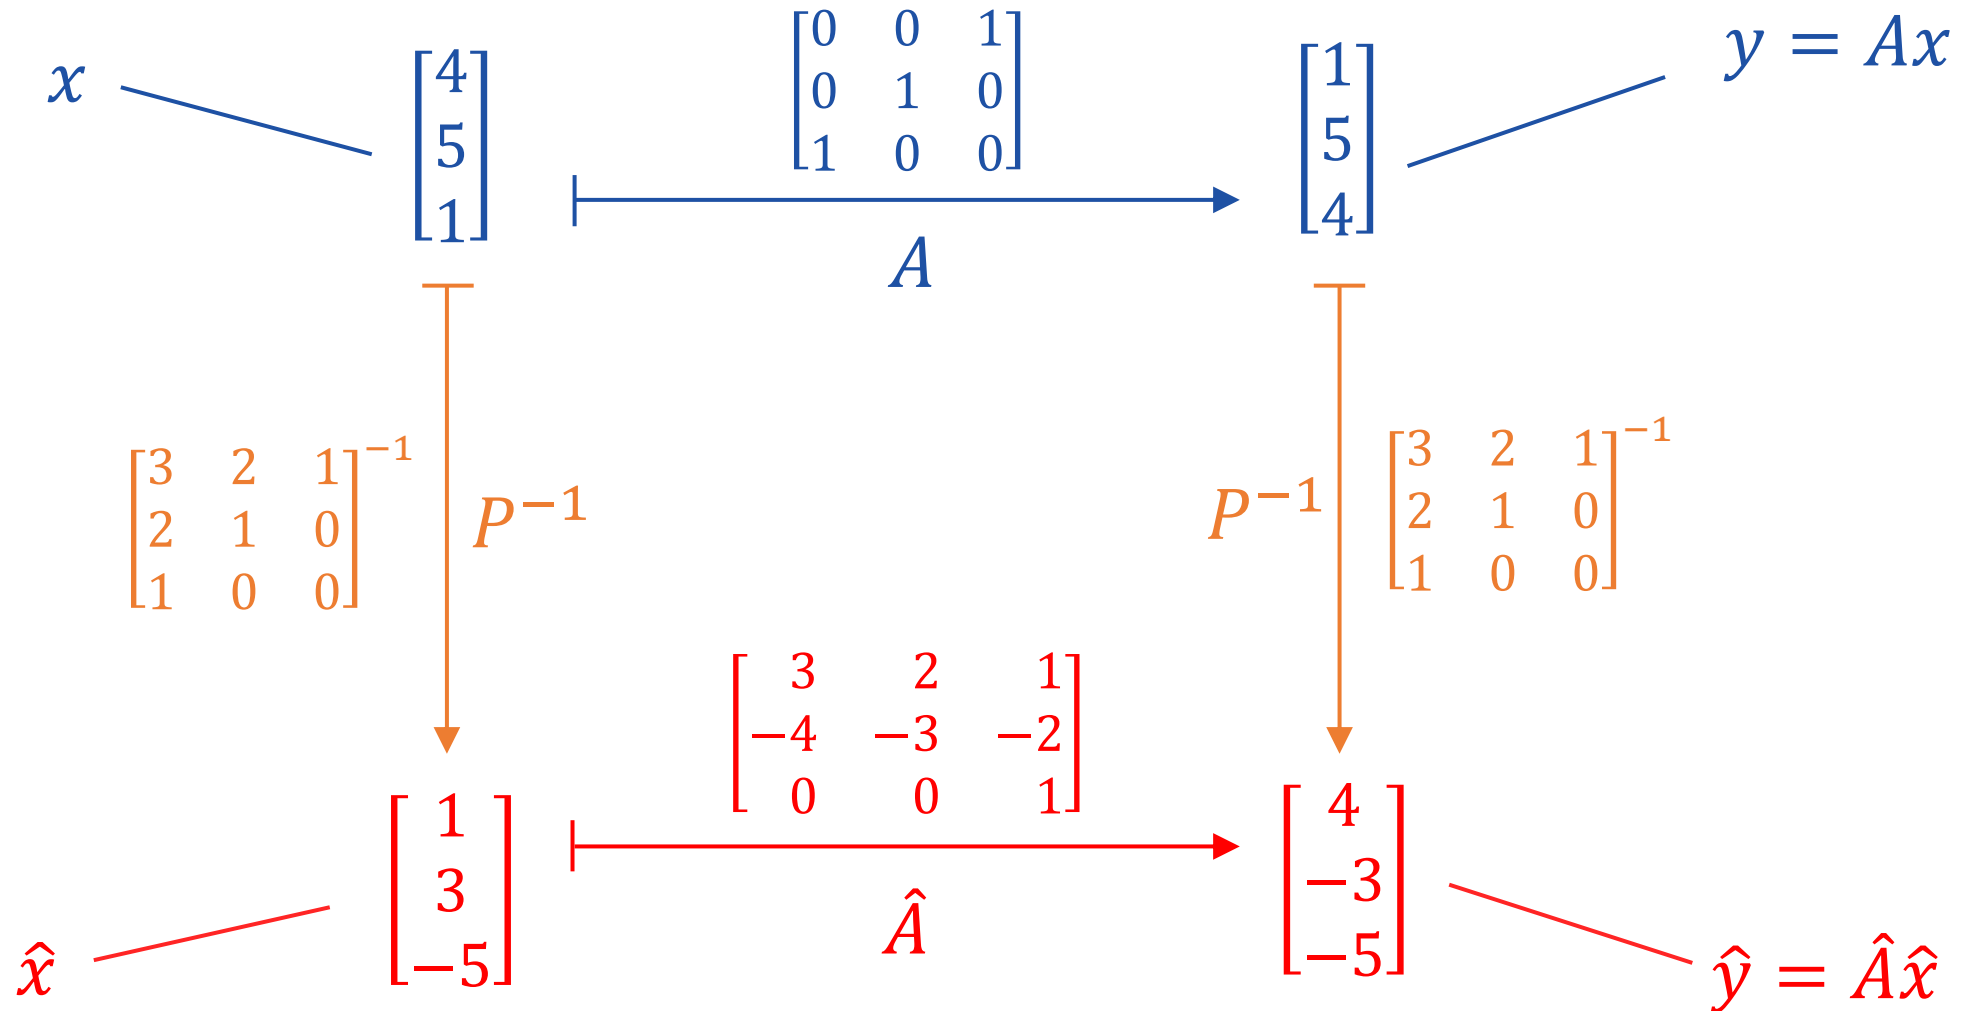 x
[4
5
1]
[0 0 1
0 1 0
1 0 0]
A
[1
5
4]
y = Ax
[3 2 1
2 1 0
1 0 0]⁻¹
P⁻¹
P⁻¹
[3 2 1
2 1 0
1 0 0]⁻¹
[3 2 1
−4 −3 −2
0 0 1]
Â
[1
3
−5]
[4
−3
−5]
x̂
ŷ = Âx̂